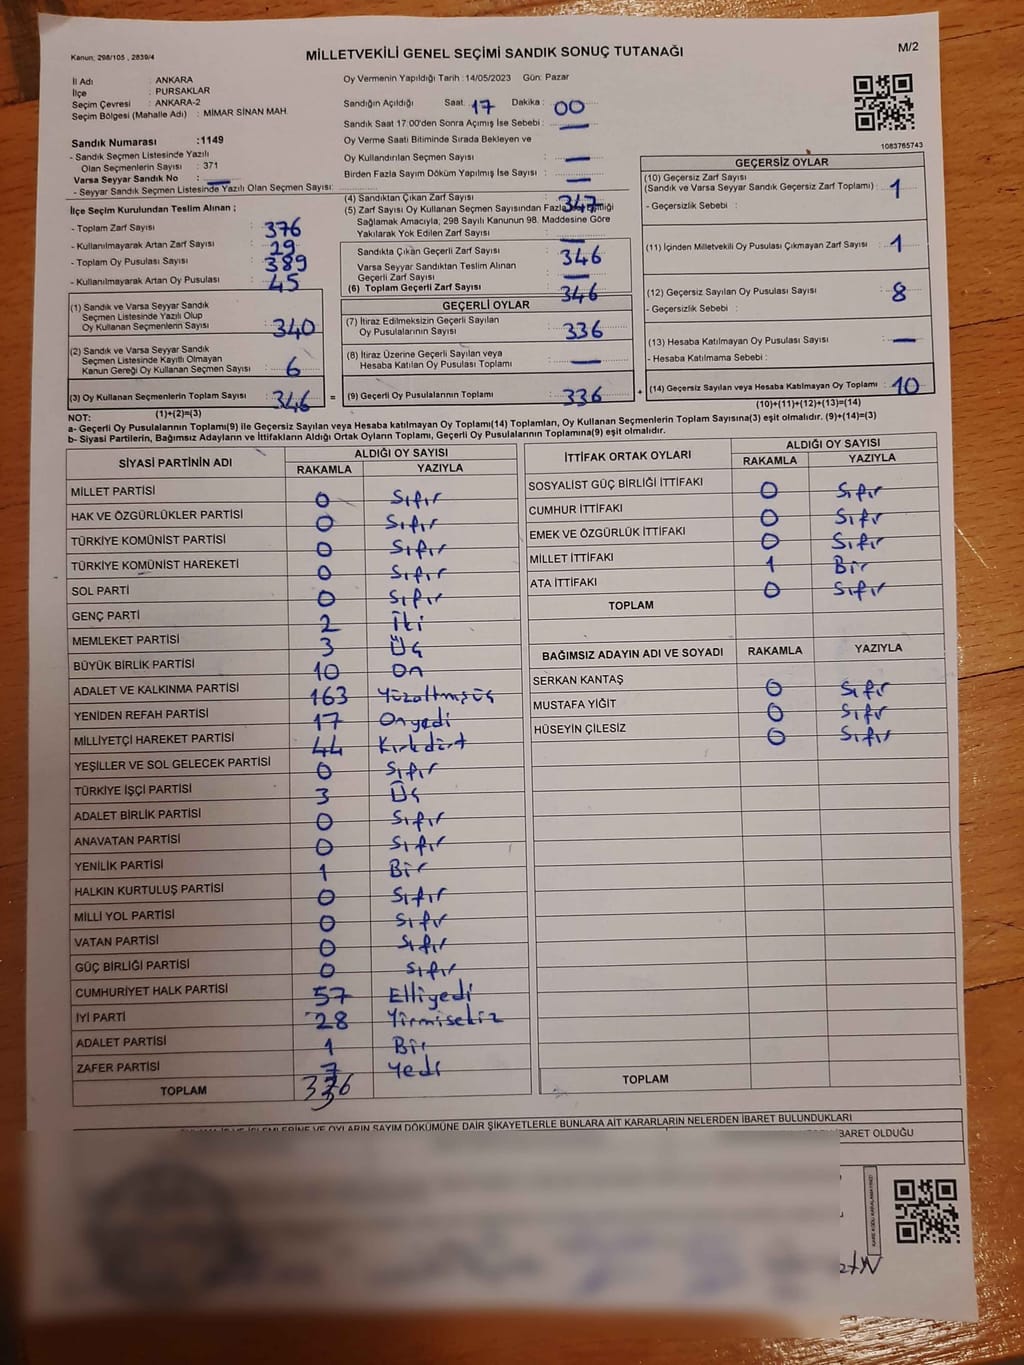 Kanun; 298/105 , 2839/4
MİLLETVEKİLİ GENEL SEÇİMİ SANDIK SONUÇ TUTANAĞI
M/2
İl Adı : ANKARA
İlçe : PURSAKLAR
Seçim Çevresi : ANKARA-2
Seçim Bölgesi (Mahalle Adı) : MİMAR SİNAN MAH.
Sandık Numarası :1149
- Sandık Seçmen Listesinde Yazılı
Olan Seçmenlerin Sayısı : 371
Varsa Seyyar Sandık No :
- Seyyar Sandık Seçmen Listesinde Yazılı Olan Seçmen Sayısı:
Oy Vermenin Yapıldığı Tarih : 14/05/2023 Gün: Pazar
Sandığın Açıldığı Saat: 17 Dakika : 00
Sandık Saat 17:00'den Sonra Açımış İse Sebebi : —
Oy Verme Saati Bitiminde Sırada Bekleyen ve
Oy Kullandırılan Seçmen Sayısı : —
Birden Fazla Sayım Döküm Yapılmış İse Sayısı : —
1083765743
İlçe Seçim Kurulundan Teslim Alınan ;
- Toplam Zarf Sayısı : 376
- Kullanılmayarak Artan Zarf Sayısı : 29
- Toplam Oy Pusulası Sayısı : 389
- Kullanılmayarak Artan Oy Pusulası : 45
(1) Sandık ve Varsa Seyyar Sandık
Seçmen Listesinde Yazılı Olup
Oy Kullanan Seçmenlerin Sayısı : 340
(2) Sandık ve Varsa Seyyar Sandık
Seçmen Listesinde Kayıtlı Olmayan
Kanun Gereği Oy Kullanan Seçmen Sayısı : 6
(3) Oy Kullanan Seçmenlerin Toplam Sayısı : 346 =
(1)+(2)=(3)
(4) Sandıktan Çıkan Zarf Sayısı : 347
(5) Zarf Sayısı Oy Kullanan Seçmen Sayısından Fazla
Sağlamak Amacıyla, 298 Sayılı Kanunun 98. Maddesine Göre
Yakılarak Yok Edilen Zarf Sayısı : —
Sandıkta Çıkan Geçerli Zarf Sayısı : 346
Varsa Seyyar Sandıktan Teslim Alınan
Geçerli Zarf Sayısı : —
(6) Toplam Geçerli Zarf Sayısı : 346
GEÇERLİ OYLAR
(7) İtiraz Edilmeksizin Geçerli Sayılan
Oy Pusulalarının Sayısı : 336
(8) İtiraz Üzerine Geçerli Sayılan veya
Hesaba Katılan Oy Pusulası Toplamı : —
(9) Geçerli Oy Pusulalarının Toplamı : 336 +
GEÇERSİZ OYLAR
(10) Geçersiz Zarf Sayısı
(Sandık ve Varsa Seyyar Sandık Geçersiz Zarf Toplamı) : 1
- Geçersizlik Sebebi :
(11) İçinden Milletvekili Oy Pusulası Çıkmayan Zarf Sayısı : 1
(12) Geçersiz Sayılan Oy Pusulası Sayısı : 8
- Geçersizlik Sebebi :
(13) Hesaba Katılmayan Oy Pusulası Sayısı : —
- Hesaba Katılmama Sebebi :
(14) Geçersiz Sayılan veya Hesaba Katılmayan Oy Toplamı : 10
(10)+(11)+(12)+(13)=(14)
NOT:
a- Geçerli Oy Pusulalarının Toplamı(9) ile Geçersiz Sayılan veya Hesaba katılmayan Oy Toplamı(14) Toplamları, Oy Kullanan Seçmenlerin Toplam Sayısına(3) eşit olmalıdır. (9)+(14)=(3)
b- Siyasi Partilerin, Bağımsız Adayların ve İttifakların Aldığı Ortak Oyların Toplamı, Geçerli Oy Pusulalarının Toplamına(9) eşit olmalıdır.
SİYASİ PARTİNİN ADI ALDIĞI OY SAYISI
RAKAMLA YAZIYLA
MİLLET PARTİSİ 0 Sıfır
HAK VE ÖZGÜRLÜKLER PARTİSİ 0 Sıfır
TÜRKİYE KOMÜNİST PARTİSİ 0 Sıfır
TÜRKİYE KOMÜNİST HAREKETİ 0 Sıfır
SOL PARTİ 0 Sıfır
GENÇ PARTİ 2 İki
MEMLEKET PARTİSİ 3 Üç
BÜYÜK BİRLİK PARTİSİ 10 On
ADALET VE KALKINMA PARTİSİ 163 Yüzaltmışüç
YENİDEN REFAH PARTİSİ 17 Onyedi
MİLLİYETÇİ HAREKET PARTİSİ 44 Kırkdört
YEŞİLLER VE SOL GELECEK PARTİSİ 0 Sıfır
TÜRKİYE İŞÇİ PARTİSİ 3 Üç
ADALET BİRLİK PARTİSİ 0 Sıfır
ANAVATAN PARTİSİ 0 Sıfır
YENİLİK PARTİSİ 1 Bir
HALKIN KURTULUŞ PARTİSİ 0 Sıfır
MİLLİ YOL PARTİSİ 0 Sıfır
VATAN PARTİSİ 0 Sıfır
GÜÇ BİRLİĞİ PARTİSİ 0 Sıfır
CUMHURİYET HALK PARTİSİ 57 Elliyedi
İYİ PARTİ 28 Yirmisekiz
ADALET PARTİSİ 1 Bir
ZAFER PARTİSİ 7 Yedi
TOPLAM 336
İTTİFAK ORTAK OYLARI ALDIĞI OY SAYISI
RAKAMLA YAZIYLA
SOSYALİST GÜÇ BİRLİĞİ İTTİFAKI 0 Sıfır
CUMHUR İTTİFAKI 0 Sıfır
EMEK VE ÖZGÜRLÜK İTTİFAKI 0 Sıfır
MİLLET İTTİFAKI 1 Bir
ATA İTTİFAKI 0 Sıfır
TOPLAM
BAĞIMSIZ ADAYIN ADI VE SOYADI RAKAMLA YAZIYLA
SERKAN KANTAŞ 0 Sıfır
MUSTAFA YİĞİT 0 Sıfır
HÜSEYİN ÇİLESİZ 0 Sıfır
TOPLAM
OYLARIN SAYIM DÖKÜMÜNE DAİR ŞİKAYETLERLE BUNLARA AİT KARARLARIN NELERDEN İBARET BULUNDUKLARI
İBARET OLDUĞU
KARE KODU KARALAMAYINIZ!